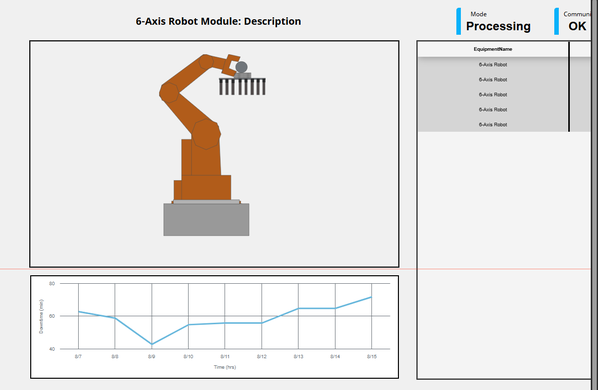 6-Axis Robot Module: Description
Mode
Processing
OK
EquipmentName
6-Axis Robot
6-Axis Robot
6-Axis Robot
6-Axis Robot
6-Axis Robot
80
60
40
Downtime (min)
8/7
8/8
8/9
8/10
8/11
8/12
8/13
8/14
8/15
Time (hrs)